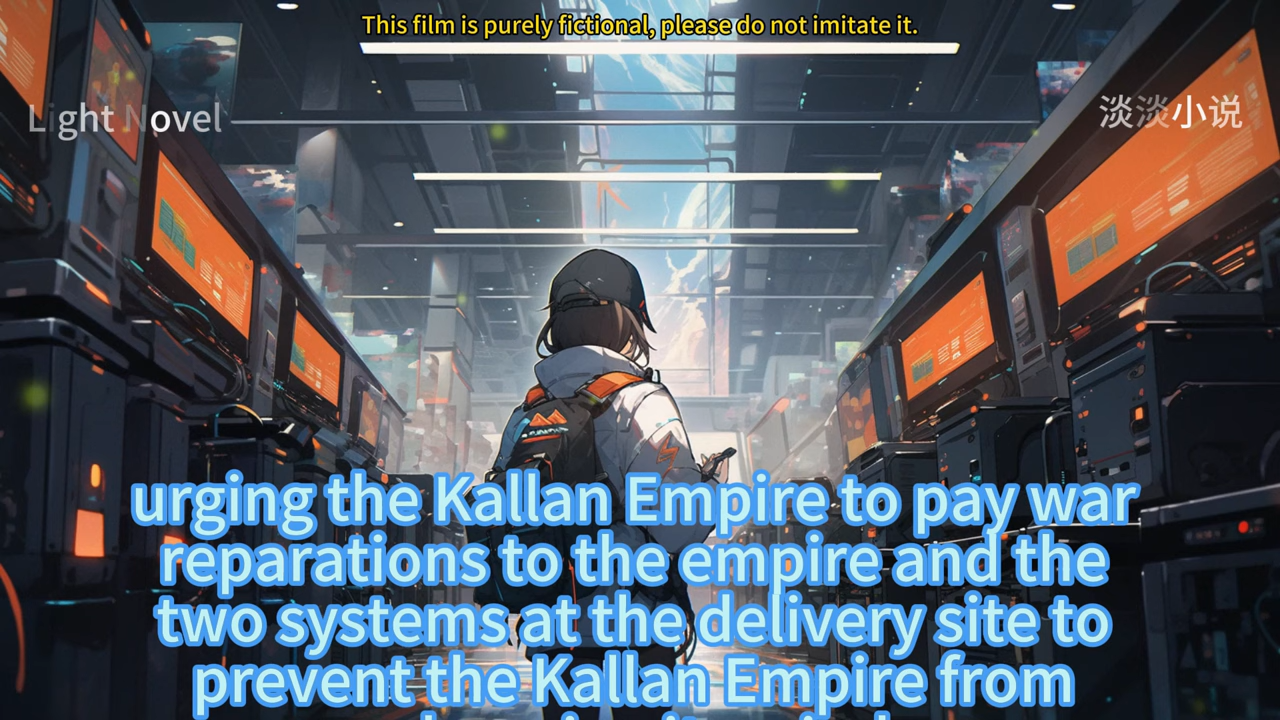 This film is purely fictional, please do not imitate it.
Light Novel
淡淡小说
urging the Kallan Empire to pay war
reparations to the empire and the
two systems at the delivery site to
prevent the Kallan Empire from